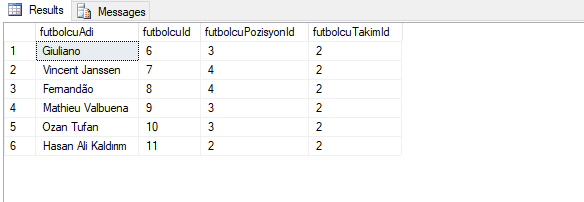 Results Messages
futbolcuAdi futbolcuId futbolcuPozisyonId futbolcuTakimId
1 Giuliano 6 3 2
2 Vincent Janssen 7 4 2
3 Fernandão 8 4 2
4 Mathieu Valbuena 9 3 2
5 Ozan Tufan 10 3 2
6 Hasan Ali Kaldırım 11 2 2